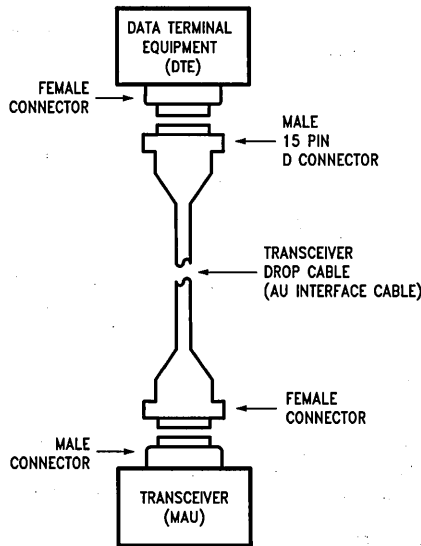 DATA TERMINAL
EQUIPMENT
(DTE)
FEMALE
CONNECTOR
MALE
15 PIN
D CONNECTOR
TRANSCEIVER
DROP CABLE
(AU INTERFACE CABLE)
FEMALE
CONNECTOR
MALE
CONNECTOR
TRANSCEIVER
(MAU)